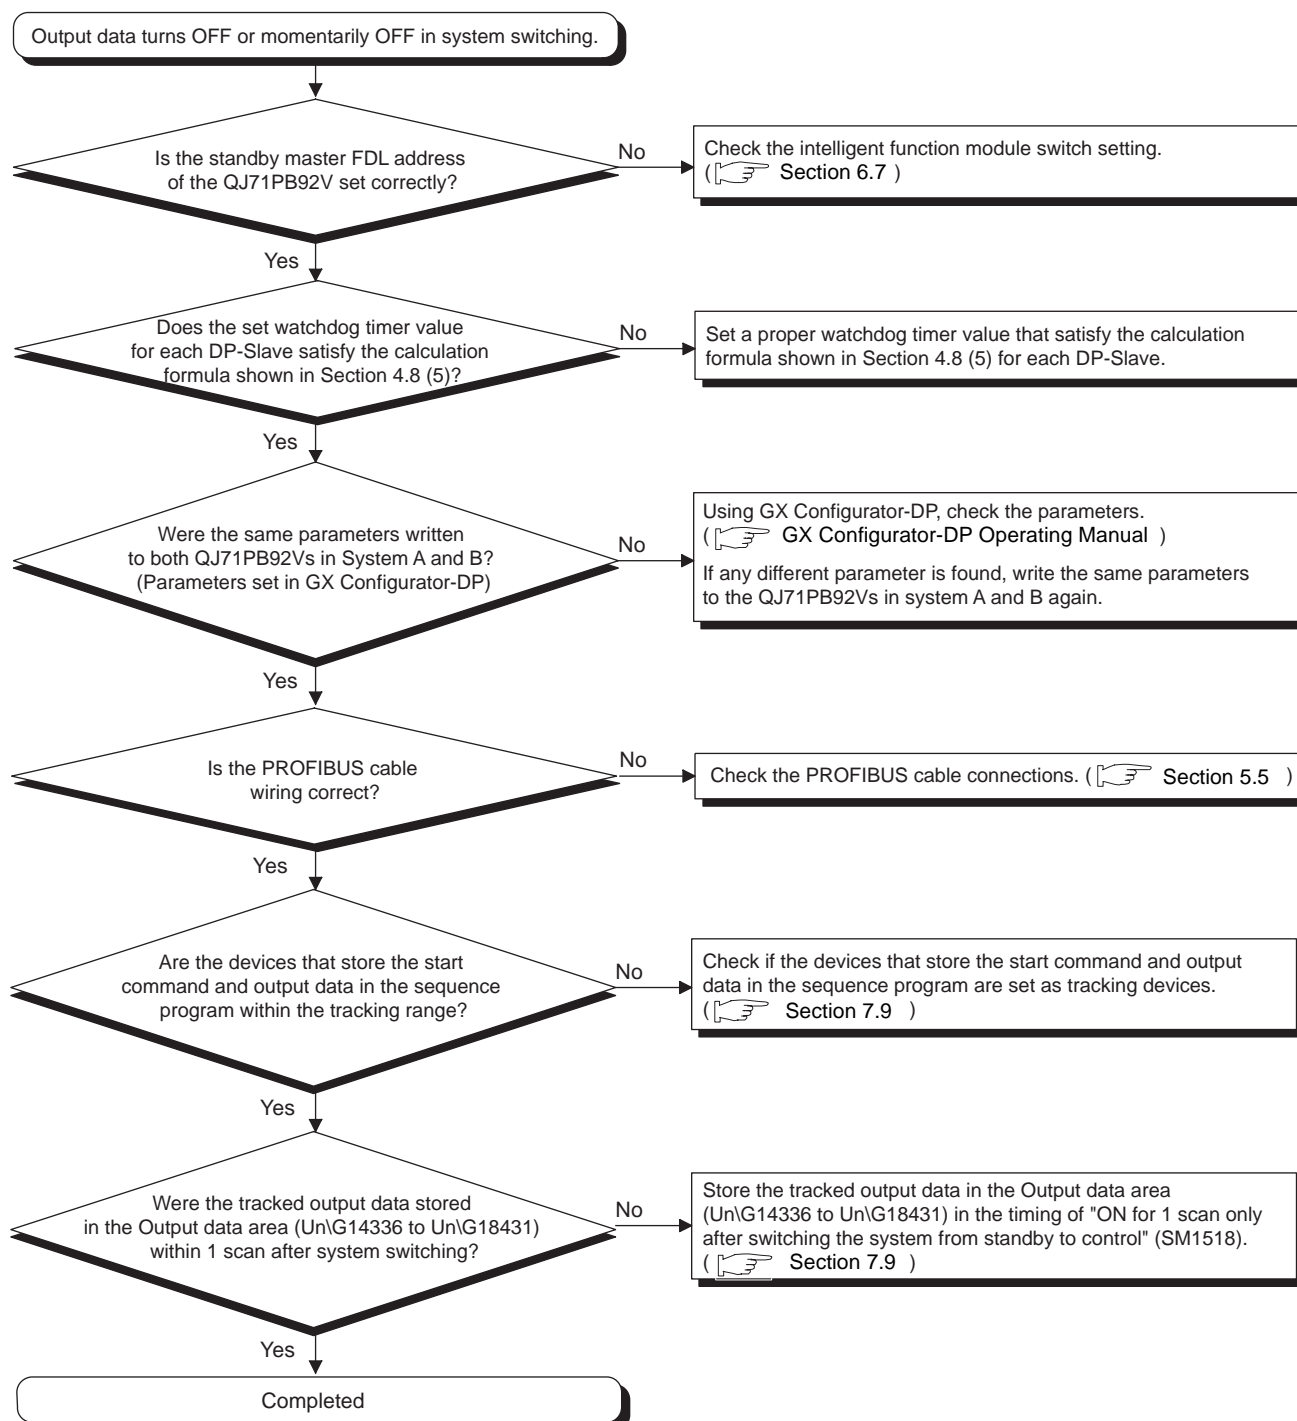 Output data turns OFF or momentarily OFF in system switching.
Is the standby master FDL address
of the QJ71PB92V set correctly?
No
Check the intelligent function module switch setting.
( Section 6.7 )
Yes
Does the set watchdog timer value
for each DP-Slave satisfy the calculation
formula shown in Section 4.8 (5)?
No
Set a proper watchdog timer value that satisfy the calculation
formula shown in Section 4.8 (5) for each DP-Slave.
Yes
Were the same parameters written
to both QJ71PB92Vs in System A and B?
(Parameters set in GX Configurator-DP)
No
Using GX Configurator-DP, check the parameters.
( GX Configurator-DP Operating Manual )
If any different parameter is found, write the same parameters
to the QJ71PB92Vs in system A and B again.
Yes
Is the PROFIBUS cable
wiring correct?
No
Check the PROFIBUS cable connections. ( Section 5.5 )
Yes
Are the devices that store the start
command and output data in the sequence
program within the tracking range?
No
Check if the devices that store the start command and output
data in the sequence program are set as tracking devices.
( Section 7.9 )
Yes
Were the tracked output data stored
in the Output data area (Un\G14336 to Un\G18431)
within 1 scan after system switching?
No
Store the tracked output data in the Output data area
(Un\G14336 to Un\G18431) in the timing of "ON for 1 scan only
after switching the system from standby to control" (SM1518).
( Section 7.9 )
Yes
Completed